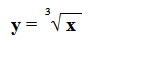 y = ∛x